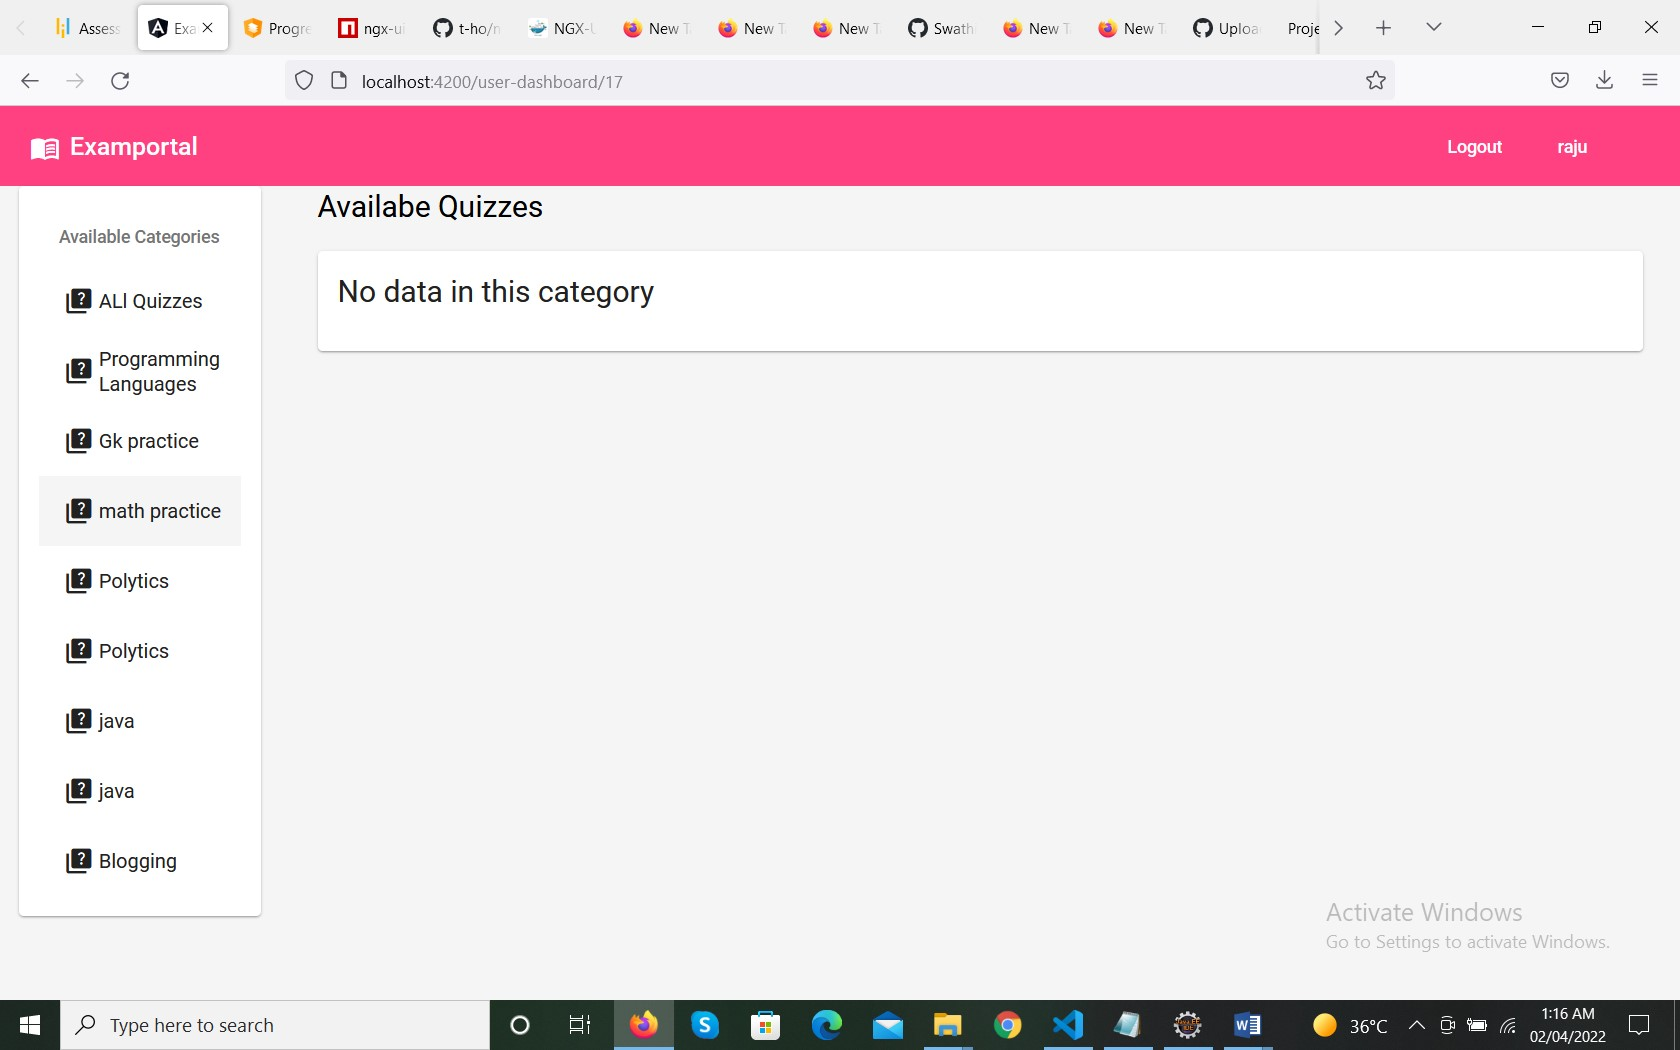 Assess
Exa
Progre
ngx-ui
t-ho/n
NGX-U
New T
New T
New T
Swath
New T
New T
Uploa
Proje
localhost:4200/user-dashboard/17
Examportal
Logout
raju
Available Categories
ALl Quizzes
Programming
Languages
Gk practice
math practice
Polytics
Polytics
java
java
Blogging
Availabe Quizzes
No data in this category
Activate Windows
Go to Settings to activate Windows.
Type here to search
36°C
1:16 AM
02/04/2022